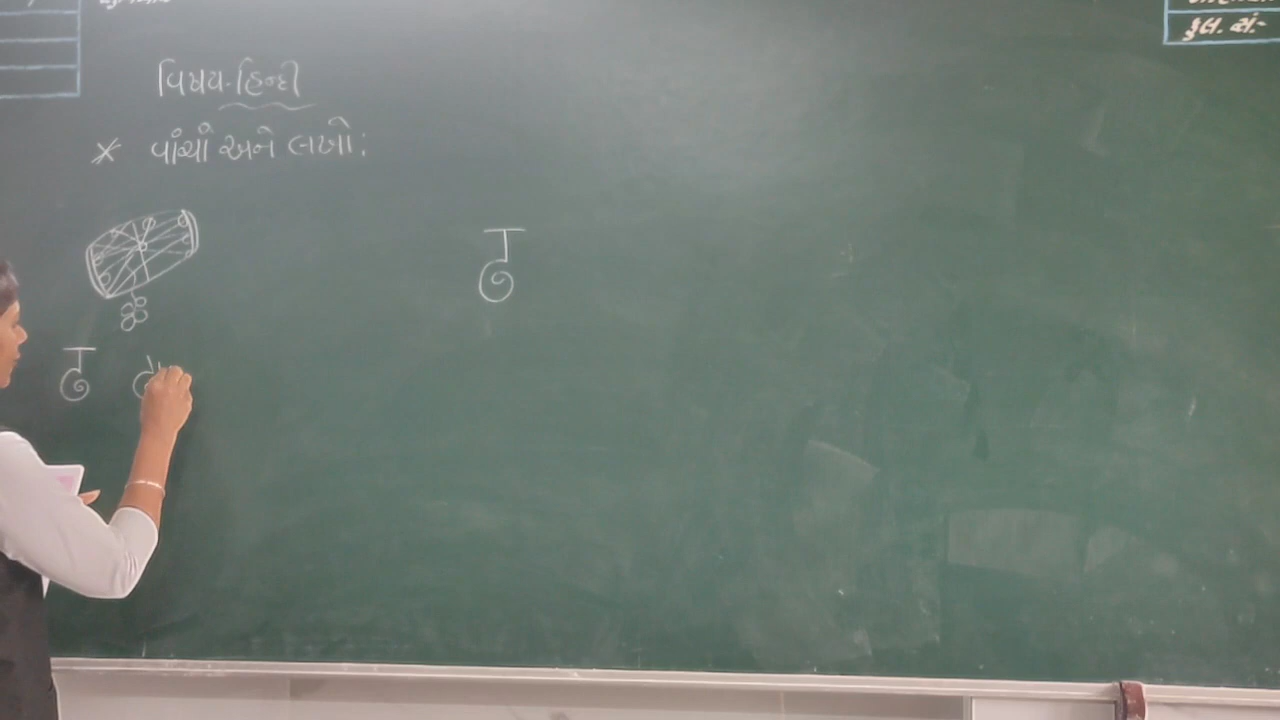 કુલ. સં:-
વિષય-હિન્દી
* વાંચો અને લખો:
ढ
ढ